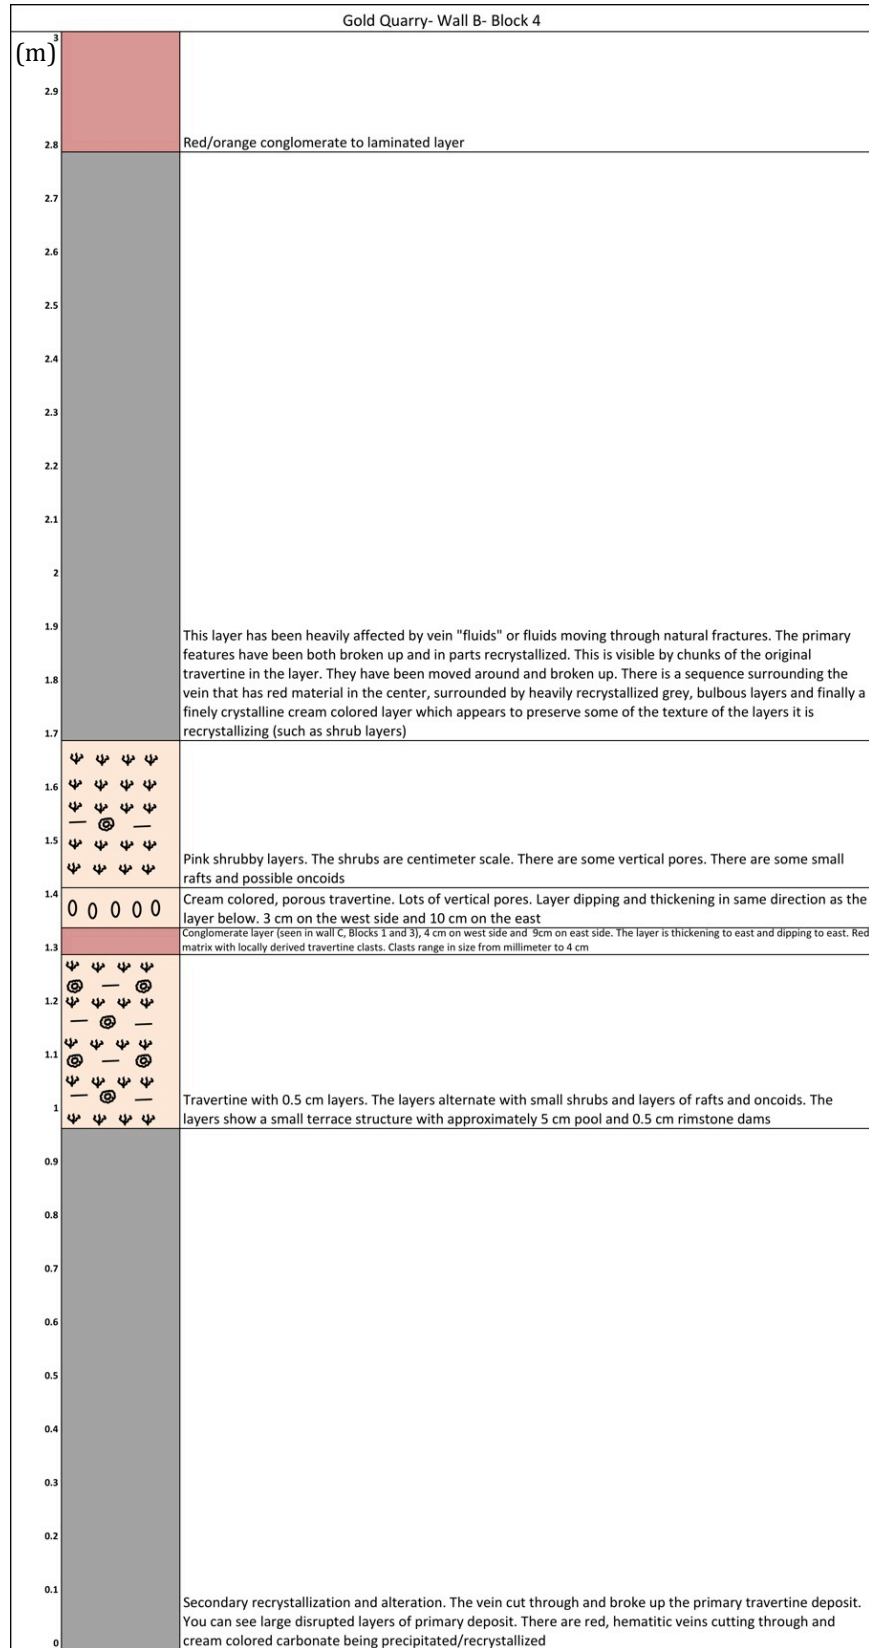 Gold Quarry- Wall B- Block 4
3
(m)
2.9
2.8
Red/orange conglomerate to laminated layer
2.7
2.6
2.5
2.4
2.3
2.2
2.1
2
1.9
This layer has been heavily affected by vein "fluids" or fluids moving through natural fractures. The primary
features have been both broken up and in parts recrystallized. This is visible by chunks of the original
1.8
travertine in the layer. They have been moved around and broken up. There is a sequence surrounding the
vein that has red material in the center, surrounded by heavily recrystallized grey, bulbous layers and finally a
finely crystalline cream colored layer which appears to preserve some of the texture of the layers it is
1.7
recrystallizing (such as shrub layers)
1.6
1.5
Pink shrubby layers. The shrubs are centimeter scale. There are some vertical pores. There are some small
rafts and possible oncoids
1.4
Cream colored, porous travertine. Lots of vertical pores. Layer dipping and thickening in same direction as the
layer below. 3 cm on the west side and 10 cm on the east
Conglomerate layer (seen in wall C, Blocks 1 and 3), 4 cm on west side and 9cm on east side. The layer is thickening to east and dipping to east. Red
1.3
matrix with locally derived travertine clasts. Clasts range in size from millimeter to 4 cm
1.2
1.1
1
Travertine with 0.5 cm layers. The layers alternate with small shrubs and layers of rafts and oncoids. The
layers show a small terrace structure with approximately 5 cm pool and 0.5 cm rimstone dams
0.9
0.8
0.7
0.6
0.5
0.4
0.3
0.2
0.1
Secondary recrystallization and alteration. The vein cut through and broke up the primary travertine deposit.
You can see large disrupted layers of primary deposit. There are red, hematitic veins cutting through and
0
cream colored carbonate being precipitated/recrystallized